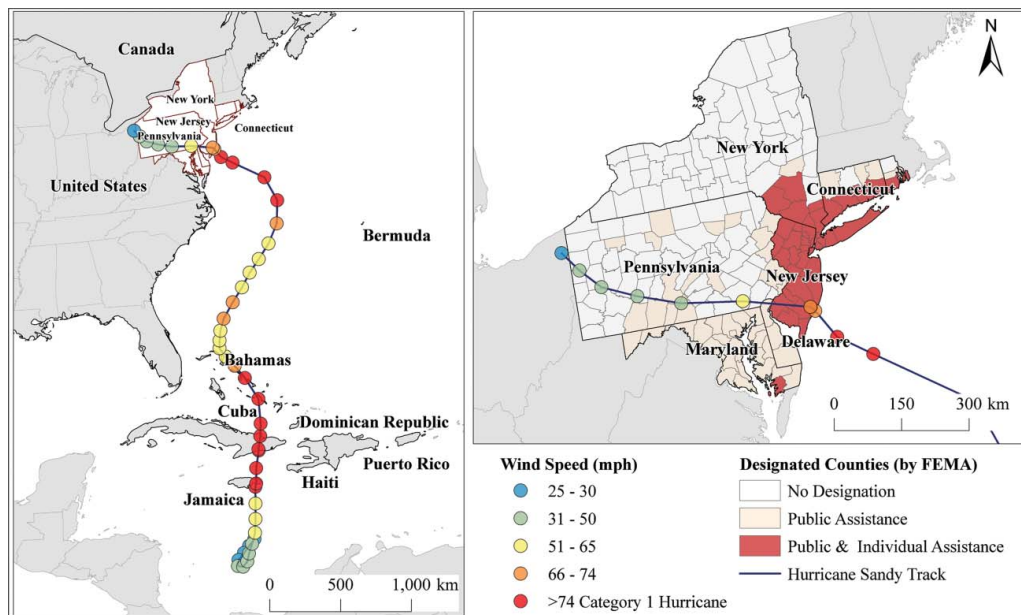 Canada
New York
New Jersey
Connecticut
Pennsylvania
United States
Bermuda
Bahamas
Cuba
Dominican Republic
Puerto Rico
Haiti
Jamaica
0 500 1,000 km
N
New York
Connecticut
Pennsylvania
New Jersey
Maryland
Delaware
0 150 300 km
Wind Speed (mph)
25 - 30
31 - 50
51 - 65
66 - 74
>74 Category 1 Hurricane
Designated Counties (by FEMA)
No Designation
Public Assistance
Public & Individual Assistance
Hurricane Sandy Track